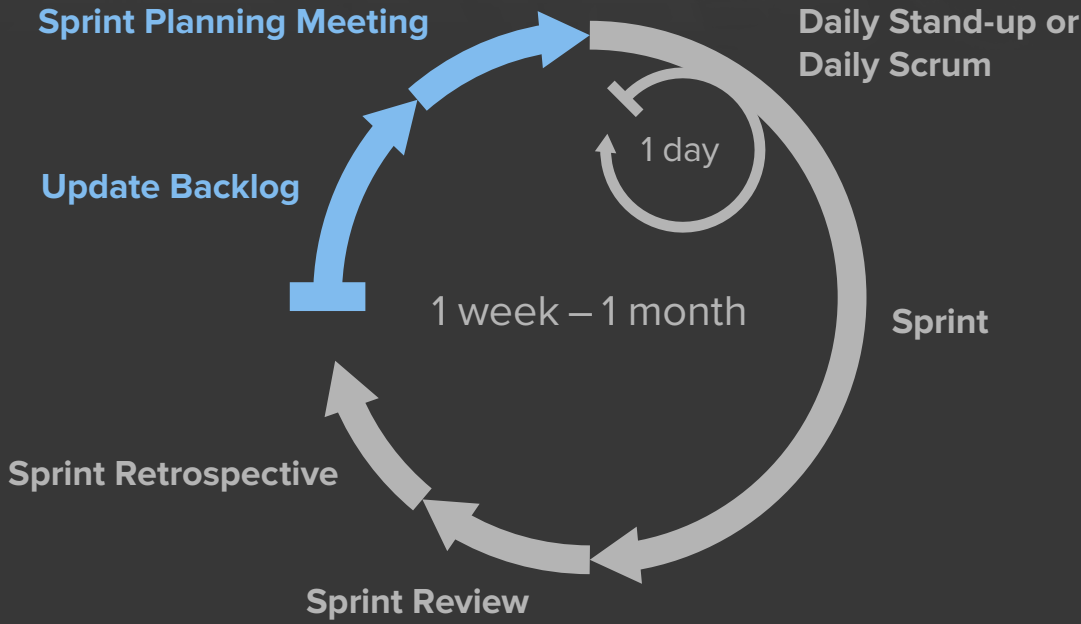 Sprint Planning Meeting
Daily Stand-up or
Daily Scrum
1 day
Update Backlog
1 week – 1 month
Sprint
Sprint Retrospective
Sprint Review